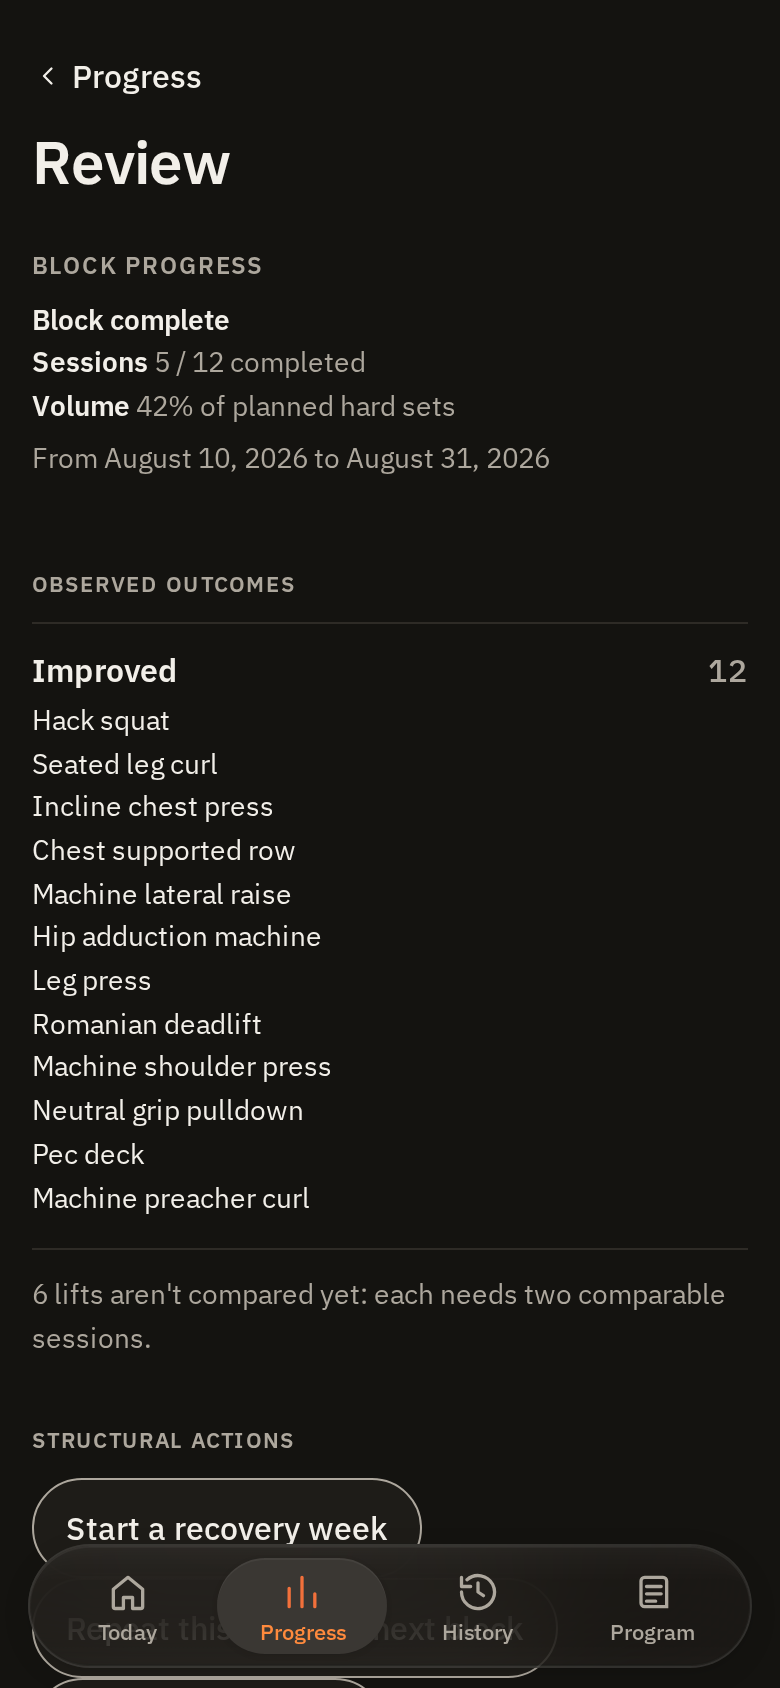 Progress
Review
BLOCK PROGRESS
Block complete
Sessions 5 / 12 completed
Volume 42% of planned hard sets
From August 10, 2026 to August 31, 2026
OBSERVED OUTCOMES
Improved 12
Hack squat
Seated leg curl
Incline chest press
Chest supported row
Machine lateral raise
Hip adduction machine
Leg press
Romanian deadlift
Machine shoulder press
Neutral grip pulldown
Pec deck
Machine preacher curl
6 lifts aren't compared yet: each needs two comparable
sessions.
STRUCTURAL ACTIONS
Start a recovery week
Repeat this next block
Today Progress History Program